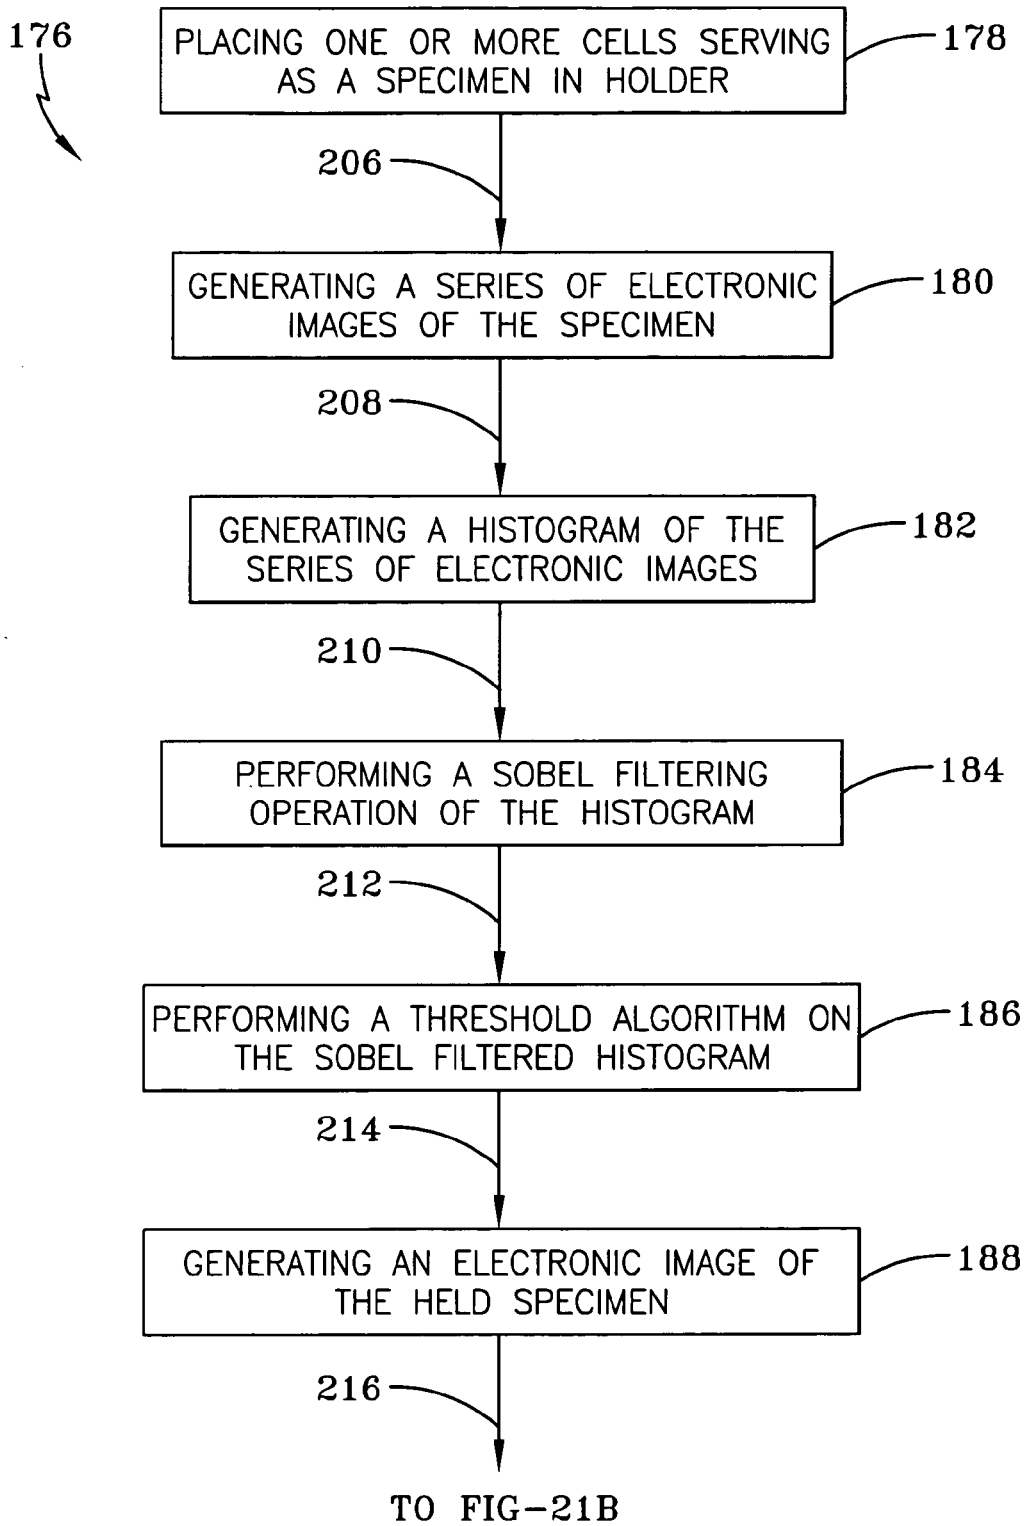 176
PLACING ONE OR MORE CELLS SERVING
AS A SPECIMEN IN HOLDER
178
206
GENERATING A SERIES OF ELECTRONIC
IMAGES OF THE SPECIMEN
180
208
GENERATING A HISTOGRAM OF THE
SERIES OF ELECTRONIC IMAGES
182
210
PERFORMING A SOBEL FILTERING
OPERATION OF THE HISTOGRAM
184
212
PERFORMING A THRESHOLD ALGORITHM ON
THE SOBEL FILTERED HISTOGRAM
186
214
GENERATING AN ELECTRONIC IMAGE OF
THE HELD SPECIMEN
188
216
TO FIG-21B